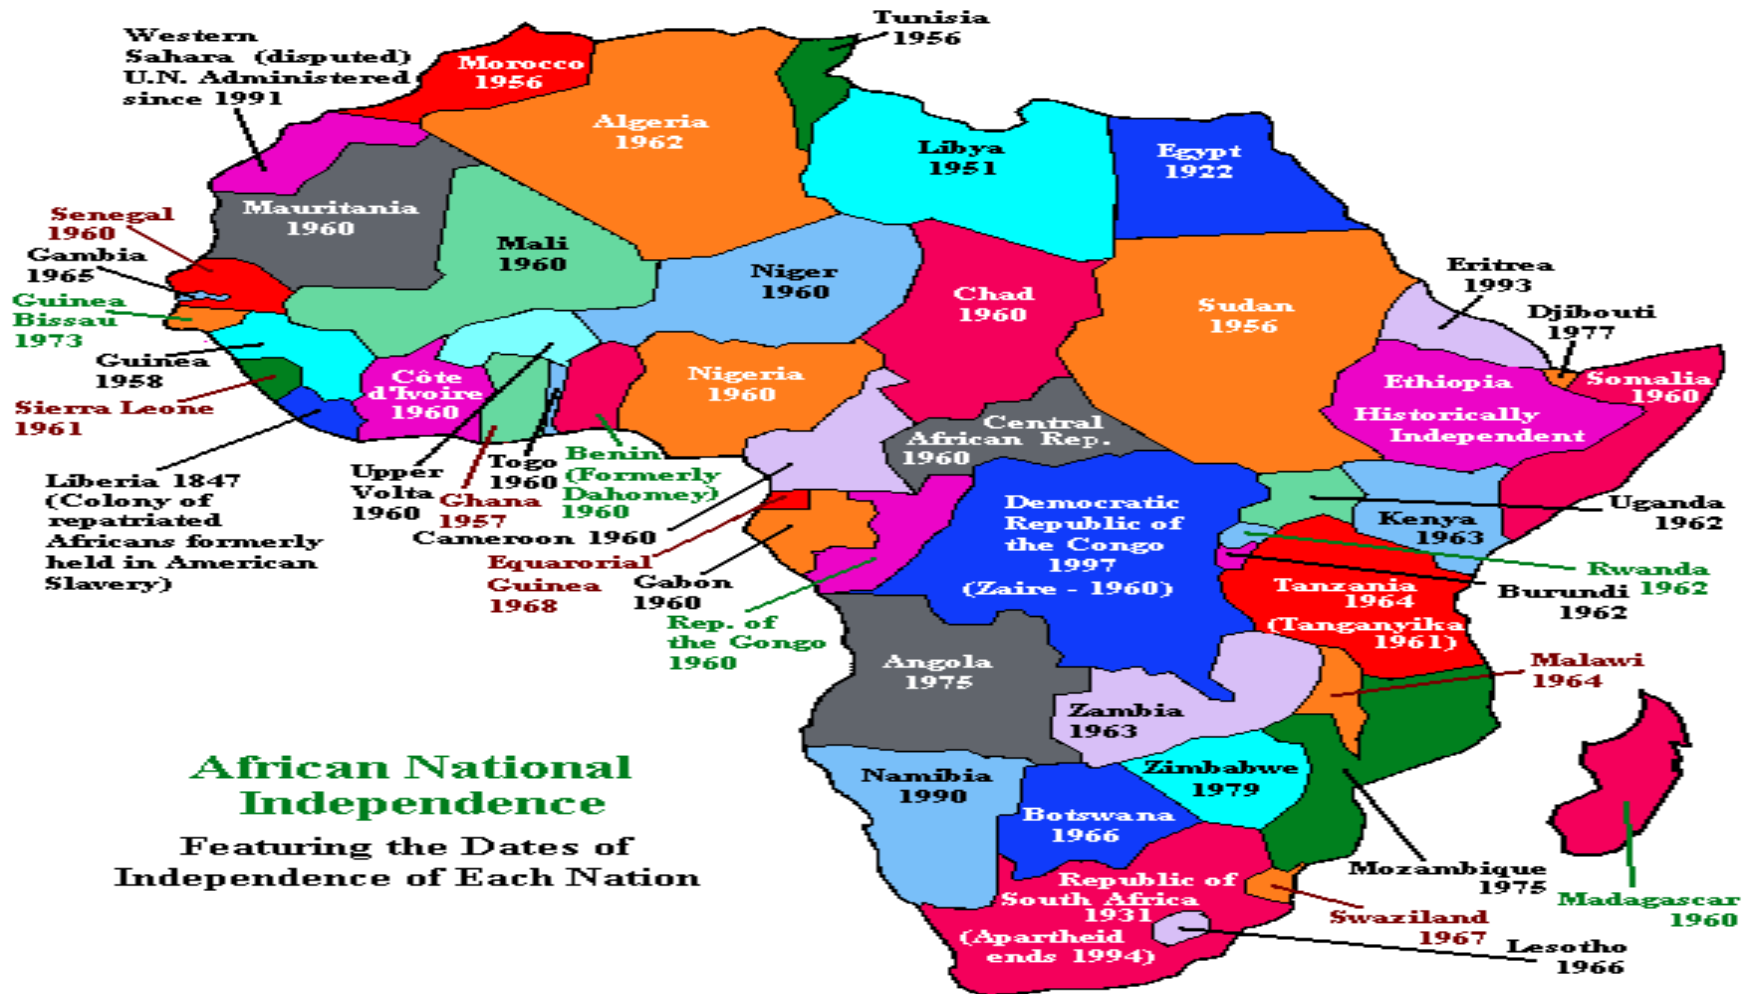 Western
Sahara (disputed)
U.N. Administered
since 1991
Morocco
1956
Tunisia
1956
Algeria
1962
Libya
1951
Egypt
1922
Mauritania
1960
Senegal
1960
Gambia
1965
Guinea
Bissau
1973
Guinea
1958
Sierra Leone
1961
Liberia 1847
(Colony of
repatriated
Africans formerly
held in American
Slavery)
Mali
1960
Niger
1960
Chad
1960
Sudan
1956
Eritrea
1993
Djibouti
1977
Somalia
1960
Ethiopia
Historically
Independent
Côte
d'Ivoire
1960
Upper
Volta
1960
Ghana
1957
Togo
1960
Benin
(Formerly
Dahomey)
1960
Nigeria
1960
Cameroon 1960
Central
African Rep.
1960
Equarorial
Guinea
1968
Gabon
1960
Rep. of
the Congo
1960
Democratic
Republic of
the Congo
1997
(Zaire - 1960)
Uganda
1962
Kenya
1963
Rwanda
1962
Burundi
1962
Tanzania
1964
(Tanganyika
1961)
Malawi
1964
Angola
1975
Zambia
1963
Namibia
1990
Zimbabwe
1979
Botswana
1966
Mozambique
1975
Madagascar
1960
Republic of
South Africa
1931
(Apartheid
ends 1994)
Swaziland
1967
Lesotho
1966
African National
Independence
Featuring the Dates of
Independence of Each Nation